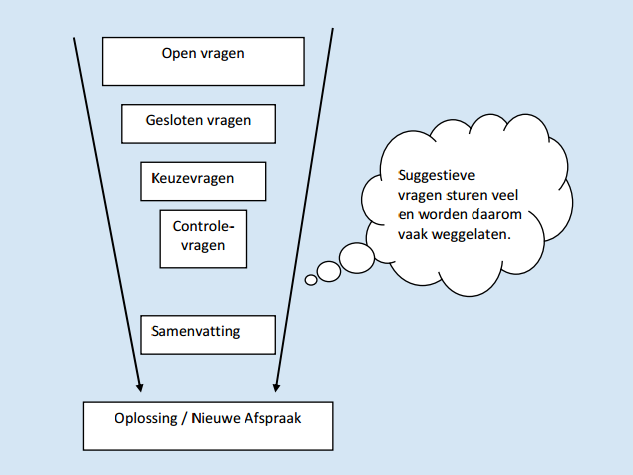 Open vragen
Gesloten vragen
Keuzevragen
Controle-
vragen
Suggestieve
vragen sturen veel
en worden daarom
vaak weggelaten.
Samenvatting
Oplossing / Nieuwe Afspraak